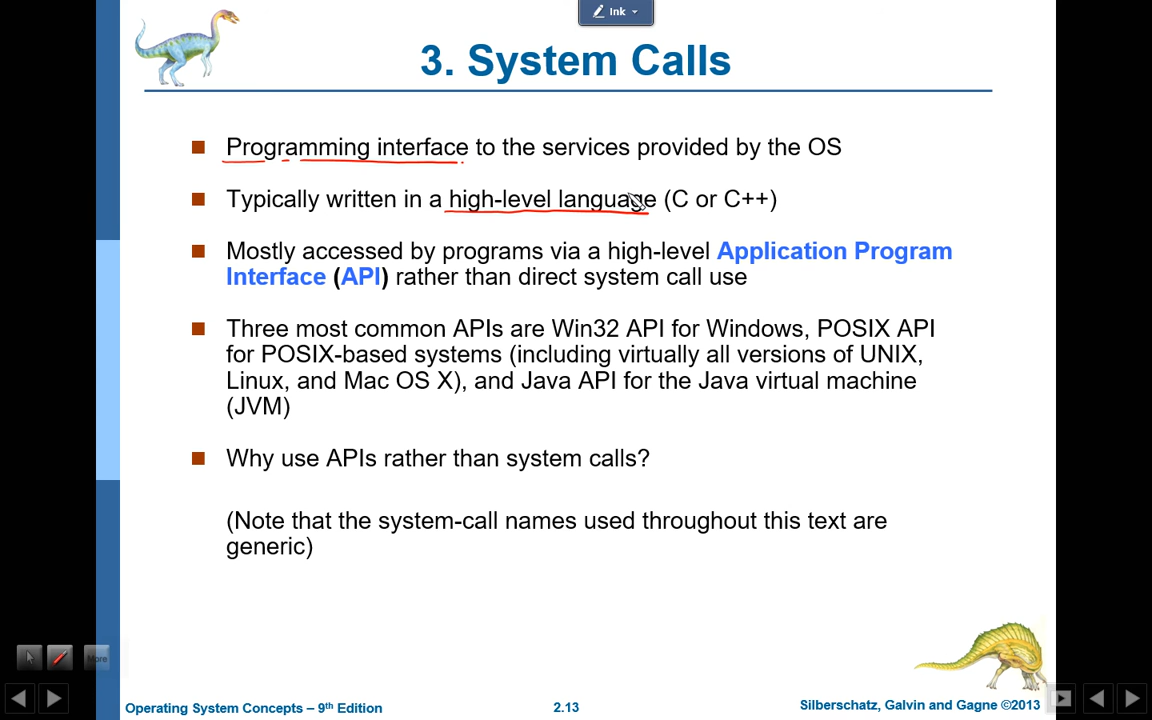 Ink
3. System Calls
Programming interface to the services provided by the OS
Typically written in a high-level language (C or C++)
Mostly accessed by programs via a high-level Application Program
Interface (API) rather than direct system call use
Three most common APIs are Win32 API for Windows, POSIX API
for POSIX-based systems (including virtually all versions of UNIX,
Linux, and Mac OS X), and Java API for the Java virtual machine
(JVM)
Why use APIs rather than system calls?
(Note that the system-call names used throughout this text are
generic)
More
Operating System Concepts – 9th Edition
2.13
Silberschatz, Galvin and Gagne ©2013